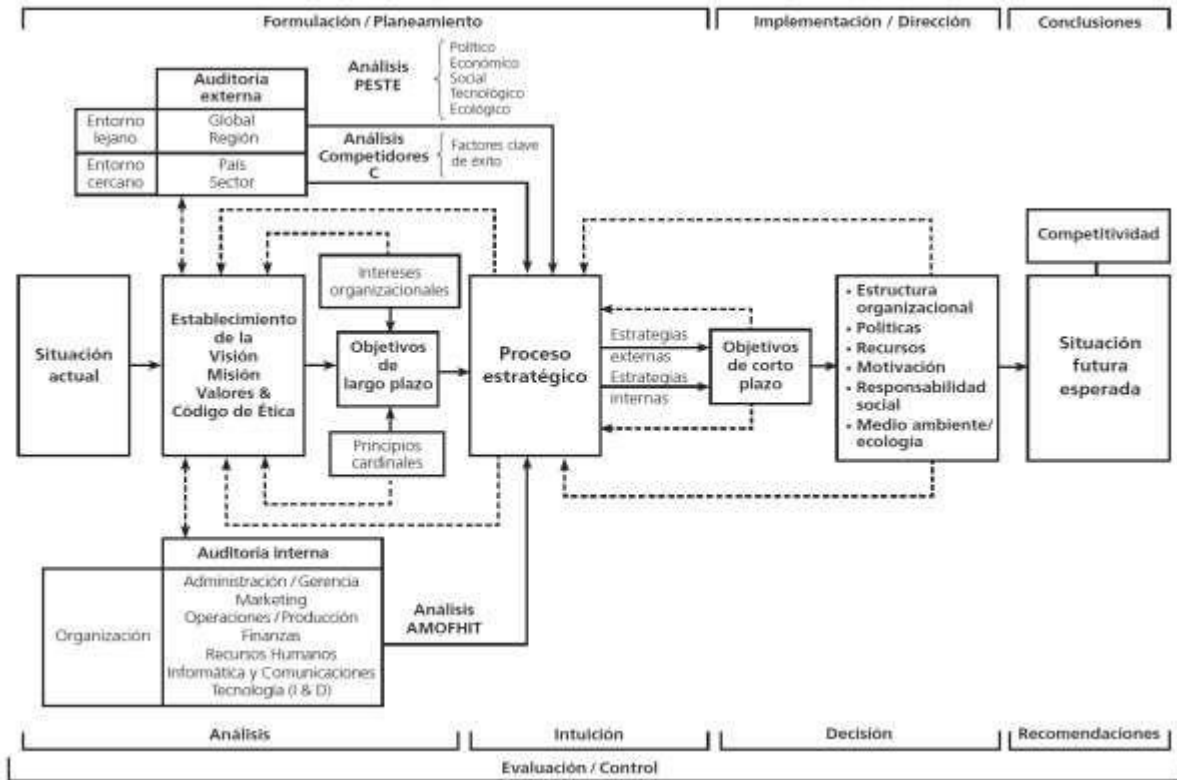 Formulación / Planeamiento
Implementación / Dirección
Conclusiones
Análisis
PESTE
Político
Económico
Social
Tecnológico
Ecológico
Auditoría
externa
Entorno
lejano
Global
Región
Entorno
cercano
País
Sector
Análisis
Competidores
C
Factores clave
de éxito
Situación
actual
Establecimiento
de la
Visión
Misión
Valores &
Código de Ética
Intereses
organizacionales
Objetivos
de
largo plazo
Principios
cardinales
Proceso
estratégico
Estrategias
externas
Estrategias
internas
Objetivos
de corto
plazo
• Estructura
organizacional
• Políticas
• Recursos
• Motivación
• Responsabilidad
social
• Medio ambiente/
ecología
Competitividad
Situación
futura
esperada
Auditoría interna
Organización
Administración / Gerencia
Marketing
Operaciones / Producción
Finanzas
Recursos Humanos
Informática y Comunicaciones
Tecnología (I & D)
Análisis
AMOFHIT
Análisis
Intuición
Decisión
Recomendaciones
Evaluación / Control